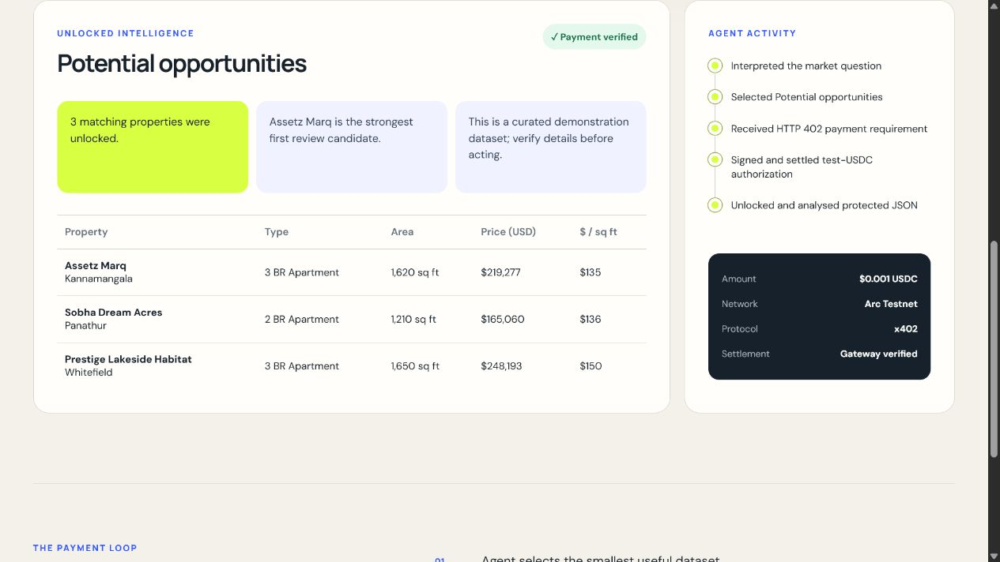 UNLOCKED INTELLIGENCE
✓ Payment verified
Potential opportunities
3 matching properties were
unlocked.
Assetz Marq is the strongest
first review candidate.
This is a curated demonstration
dataset; verify details before
acting.
Property Type Area Price (USD) $ / sq ft
Assetz Marq
Kannamangala
3 BR Apartment 1,620 sq ft $219,277 $135
Sobha Dream Acres
Panathur
2 BR Apartment 1,210 sq ft $165,060 $136
Prestige Lakeside Habitat
Whitefield
3 BR Apartment 1,650 sq ft $248,193 $150
AGENT ACTIVITY
Interpreted the market question
Selected Potential opportunities
Received HTTP 402 payment requirement
Signed and settled test-USDC
authorization
Unlocked and analysed protected JSON
Amount $0.001 USDC
Network Arc Testnet
Protocol x402
Settlement Gateway verified
THE PAYMENT LOOP
01 Agent selects the smallest useful dataset